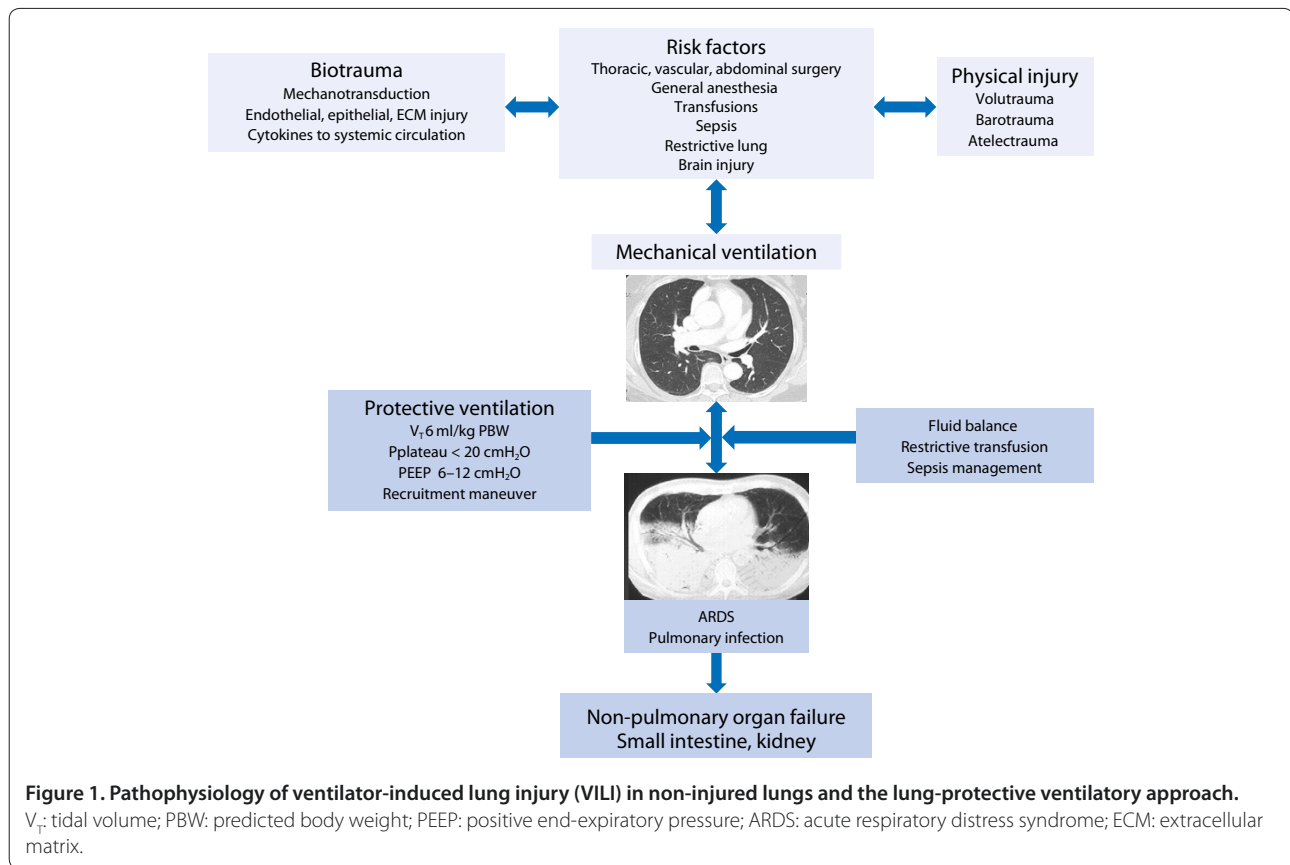 Biotrauma
Mechanotransduction
Endothelial, epithelial, ECM injury
Cytokines to systemic circulation
Risk factors
Thoracic, vascular, abdominal surgery
General anesthesia
Transfusions
Sepsis
Restrictive lung
Brain injury
Physical injury
Volutrauma
Barotrauma
Atelectrauma
Mechanical ventilation
Protective ventilation
V_T 6 ml/kg PBW
Pplateau < 20 cmH₂O
PEEP 6–12 cmH₂O
Recruitment maneuver
Fluid balance
Restrictive transfusion
Sepsis management
ARDS
Pulmonary infection
Non-pulmonary organ failure
Small intestine, kidney
Figure 1. Pathophysiology of ventilator-induced lung injury (VILI) in non-injured lungs and the lung-protective ventilatory approach.
V_T: tidal volume; PBW: predicted body weight; PEEP: positive end-expiratory pressure; ARDS: acute respiratory distress syndrome; ECM: extracellular
matrix.